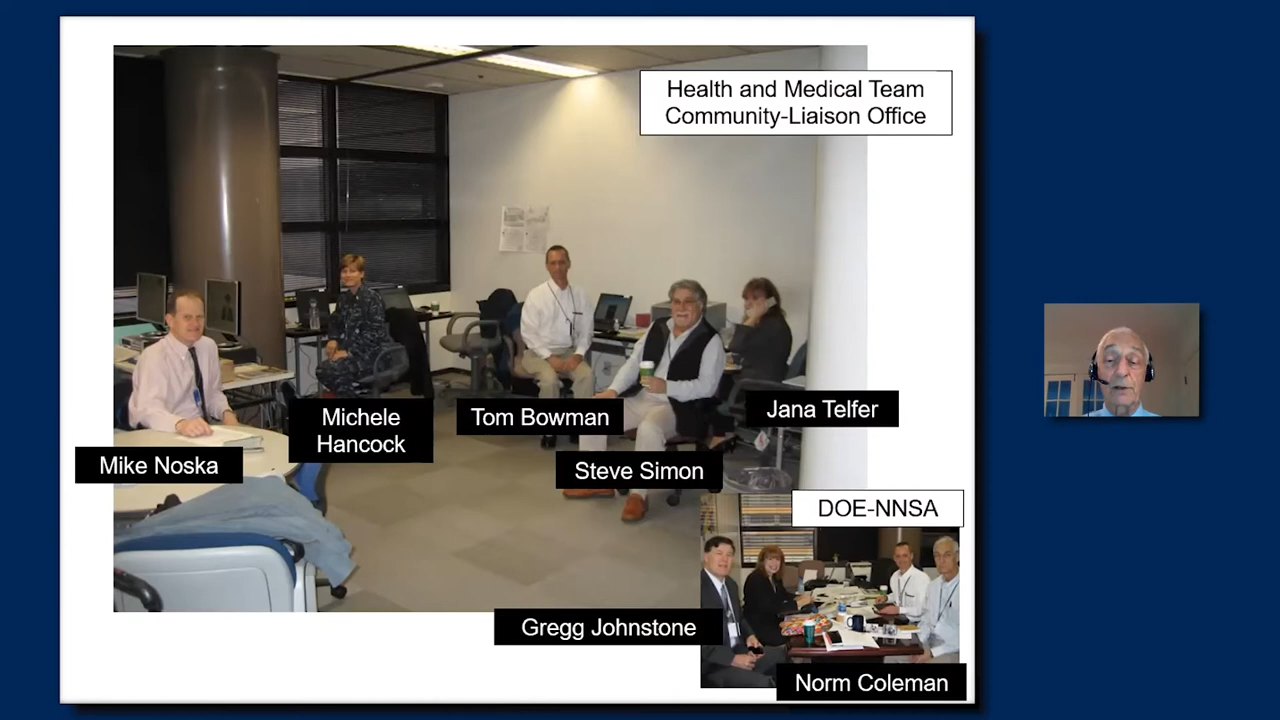 Health and Medical Team
Community-Liaison Office
Michele
Hancock
Tom Bowman
Jana Telfer
Mike Noska
Steve Simon
DOE-NNSA
Gregg Johnstone
Norm Coleman